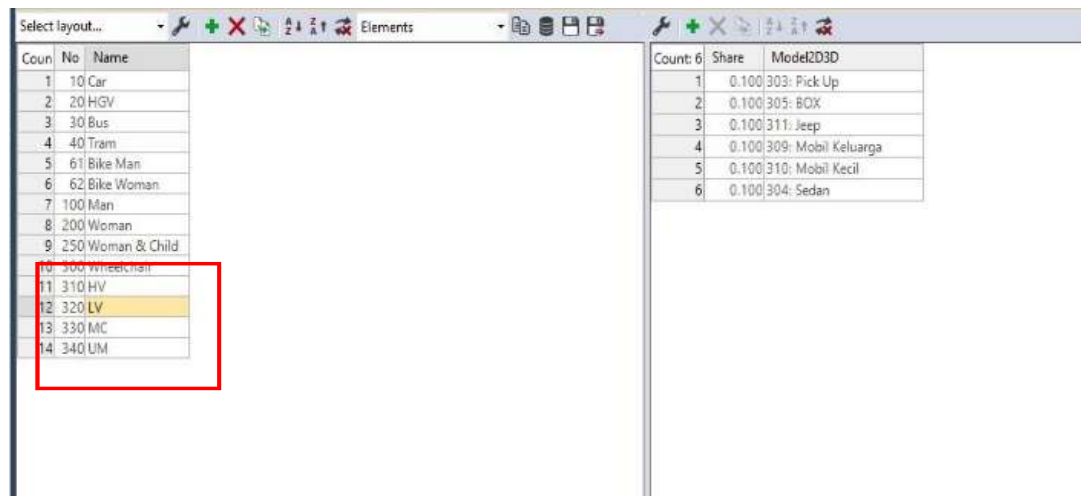 Select layout... Elements
Coun No Name
1 10 Car
2 20 HGV
3 30 Bus
4 40 Tram
5 61 Bike Man
6 62 Bike Woman
7 100 Man
8 200 Woman
9 250 Woman & Child
10 300 Wheelchair
11 310 HV
12 320 LV
13 330 MC
14 340 UM
Count: 6 Share Model2D3D
1 0.100 303: Pick Up
2 0.100 305: BOX
3 0.100 311: Jeep
4 0.100 309: Mobil Keluarga
5 0.100 310: Mobil Kecil
6 0.100 304: Sedan